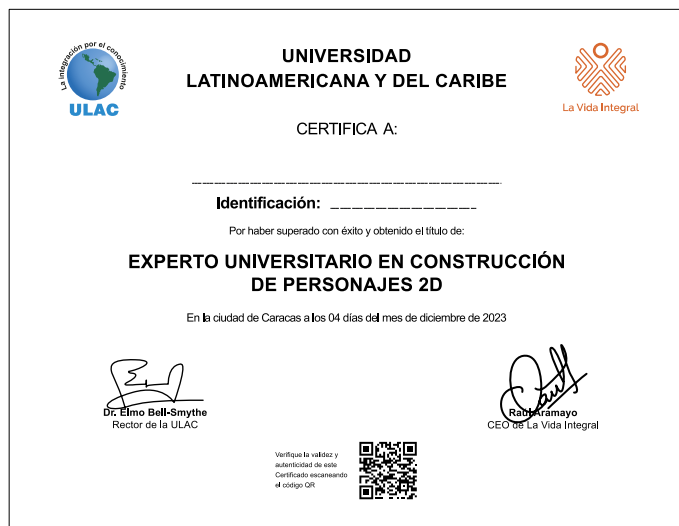 La integración por el conocimiento
ULAC
UNIVERSIDAD
LATINOAMERICANA Y DEL CARIBE
La Vida Integral
CERTIFICA A:
Identificación:
Por haber superado con éxito y obtenido el título de:
EXPERTO UNIVERSITARIO EN CONSTRUCCIÓN
DE PERSONAJES 2D
En la ciudad de Caracas a los 04 días del mes de diciembre de 2023
Dr. Elmo Bell-Smythe
Rector de la ULAC
Raúl Aramayo
CEO de La Vida Integral
Verifique la validez y
autenticidad de este
Certificado escaneando
el código QR